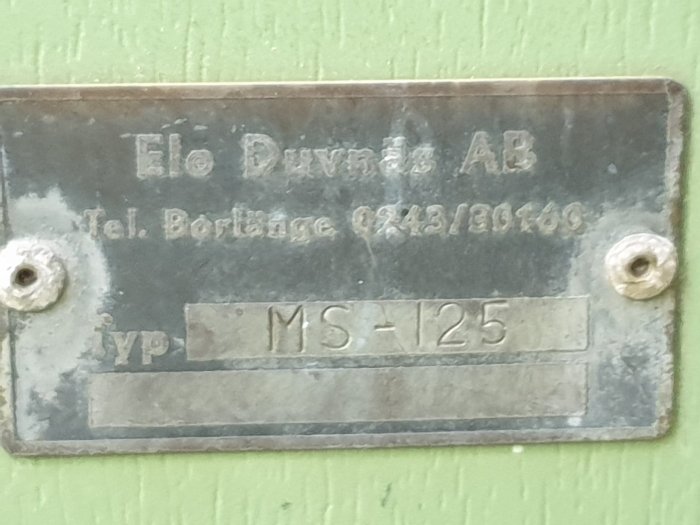 Elo Duvnäs AB
Tel. Borlänge 0243/30160
Typ MS-125